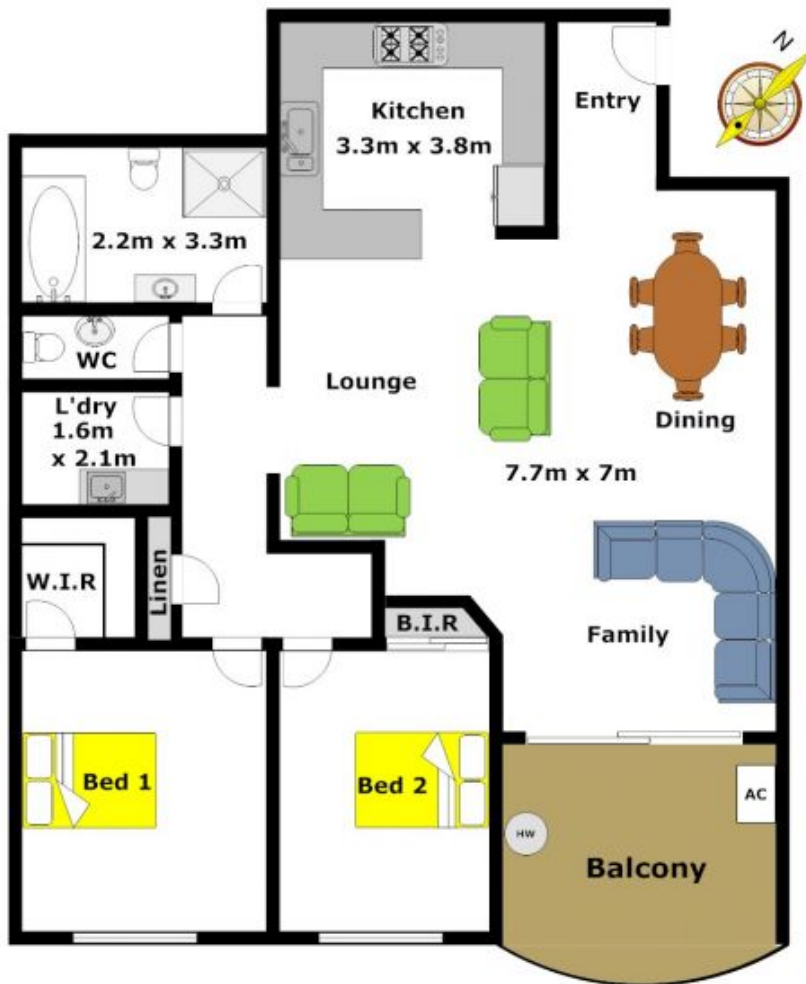 N
Kitchen
3.3m x 3.8m
Entry
2.2m x 3.3m
WC
Lounge
L'dry
1.6m
x 2.1m
Dining
7.7m x 7m
W.I.R
Linen
B.I.R
Family
Bed 1
Bed 2
AC
HW
Balcony